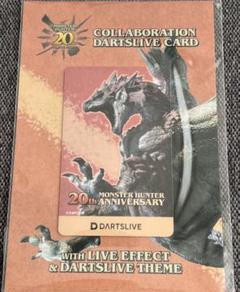 20
COLLABORATION
DARTSLIVE CARD
MONSTER HUNTER
20th ANNIVERSARY
DARTSLIVE
WITH LIVE EFFECT
& DARTSLIVE THEME